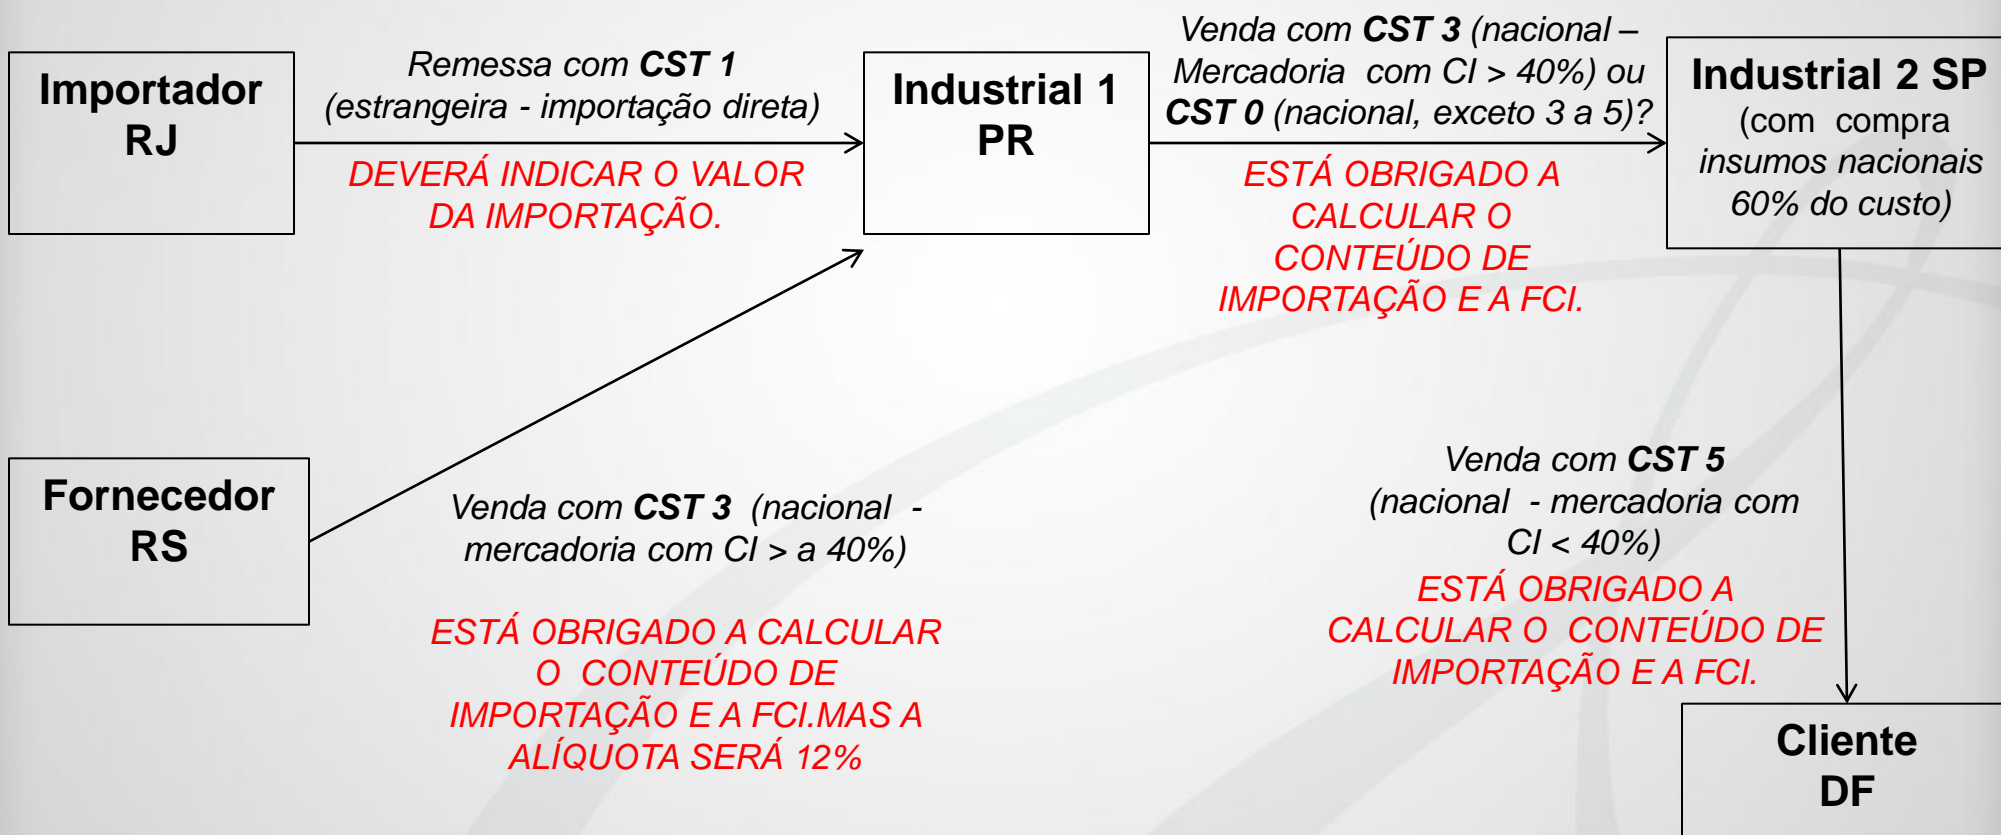 Importador
RJ
Remessa com CST 1
(estrangeira - importação direta)
DEVERÁ INDICAR O VALOR
DA IMPORTAÇÃO.
Industrial 1
PR
Venda com CST 3 (nacional –
Mercadoria com CI > 40%) ou
CST 0 (nacional, exceto 3 a 5)?
ESTÁ OBRIGADO A
CALCULAR O
CONTEÚDO DE
IMPORTAÇÃO E A FCI.
Industrial 2 SP
(com compra
insumos nacionais
60% do custo)
Fornecedor
RS
Venda com CST 3 (nacional -
mercadoria com CI > a 40%)
ESTÁ OBRIGADO A CALCULAR
O CONTEÚDO DE
IMPORTAÇÃO E A FCI.MAS A
ALÍQUOTA SERÁ 12%
Venda com CST 5
(nacional - mercadoria com
CI < 40%)
ESTÁ OBRIGADO A
CALCULAR O CONTEÚDO DE
IMPORTAÇÃO E A FCI.
Cliente
DF